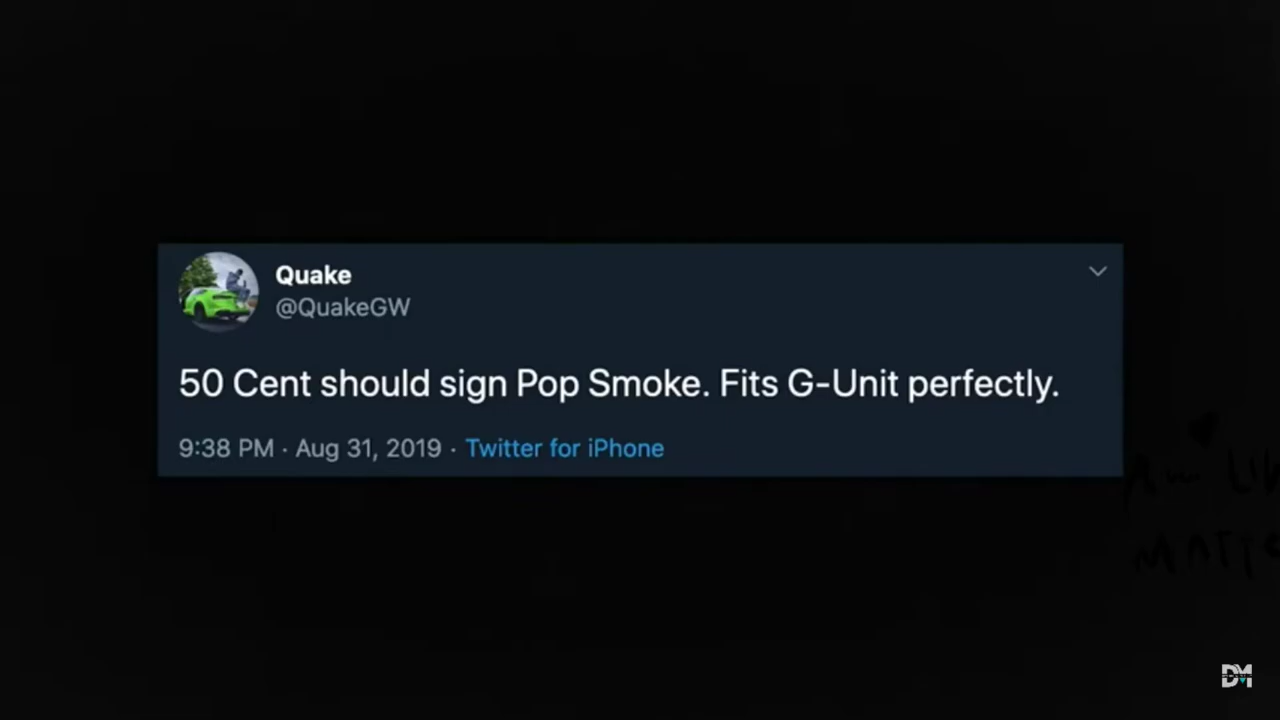 Quake
@QuakeGW
50 Cent should sign Pop Smoke. Fits G-Unit perfectly.
9:38 PM · Aug 31, 2019 · Twitter for iPhone
DM